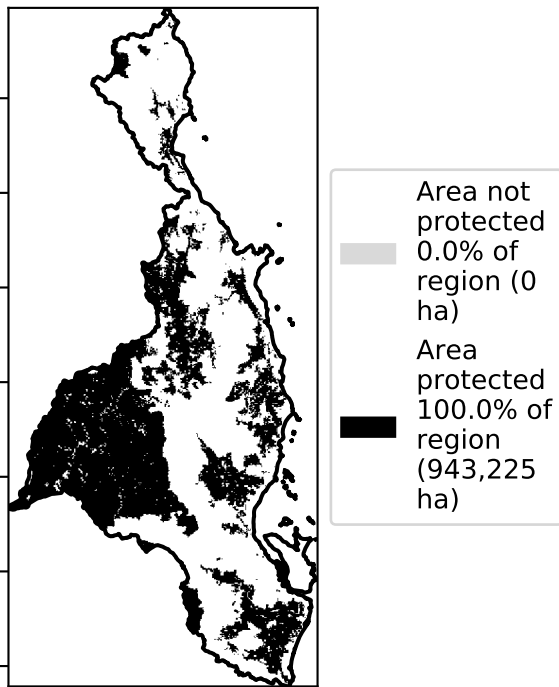 Area not
protected
0.0% of
region (0
ha)
Area
protected
100.0% of
region
(943,225
ha)